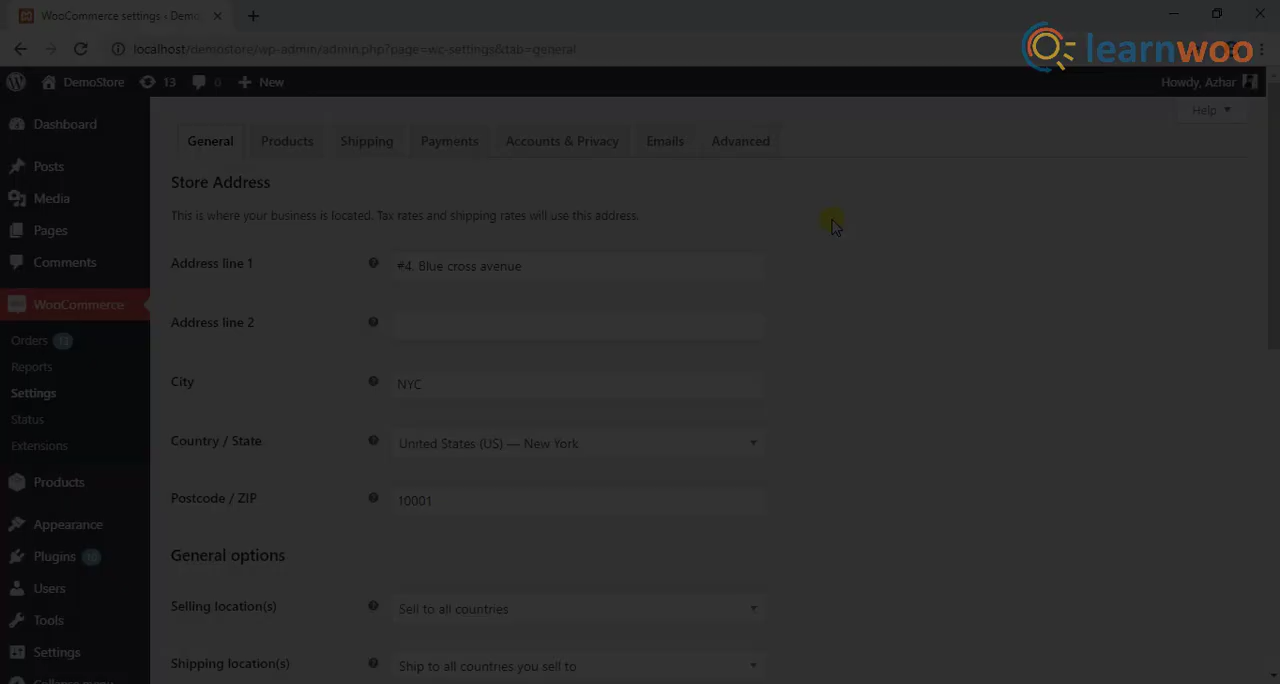 WooCommerce settings ‹ Demo
localhost/demostore/wp-admin/admin.php?page=wc-settings&tab=general
learnwoo
DemoStore 13 0 New
Howdy, Azhar
Help
Dashboard
Posts
Media
Pages
Comments
WooCommerce
Orders 13
Reports
Settings
Status
Extensions
Products
Appearance
Plugins 10
Users
Tools
Settings
Collapse menu
General Products Shipping Payments Accounts & Privacy Emails Advanced
Store Address
This is where your business is located. Tax rates and shipping rates will use this address.
Address line 1 #4, Blue cross avenue
Address line 2
City NYC
Country / State United States (US) — New York
Postcode / ZIP 10001
General options
Selling location(s) Sell to all countries
Shipping location(s) Ship to all countries you sell to